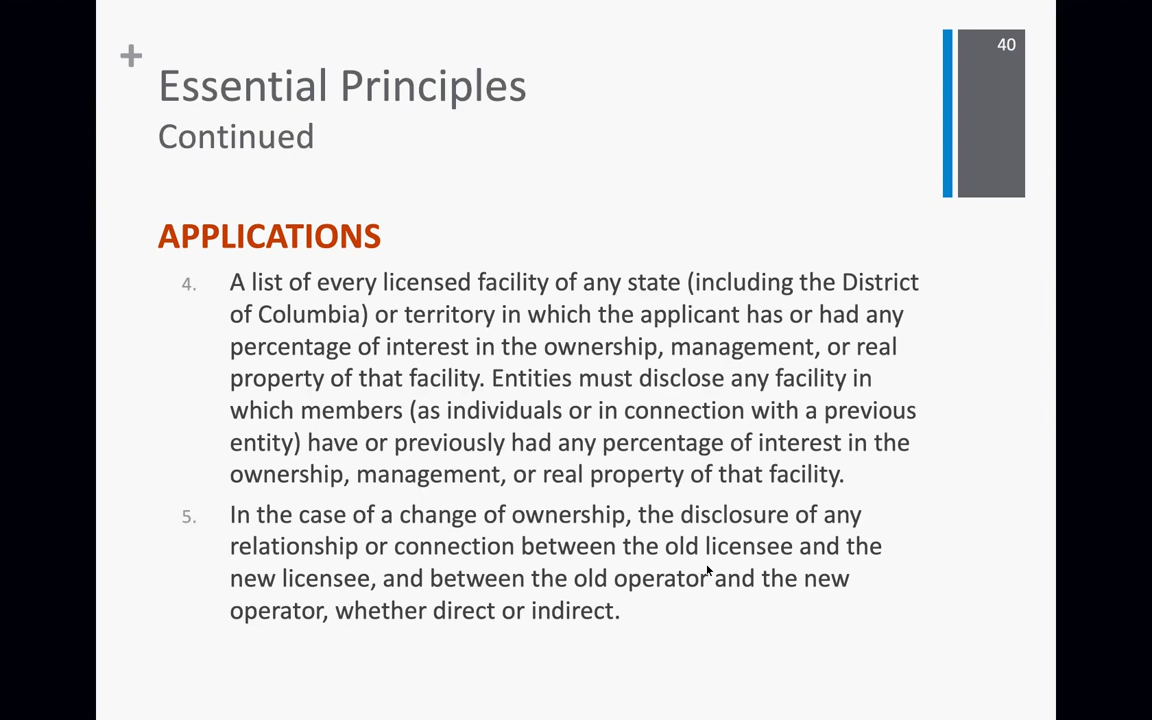 40
+
Essential Principles
Continued
APPLICATIONS
4. A list of every licensed facility of any state (including the District
of Columbia) or territory in which the applicant has or had any
percentage of interest in the ownership, management, or real
property of that facility. Entities must disclose any facility in
which members (as individuals or in connection with a previous
entity) have or previously had any percentage of interest in the
ownership, management, or real property of that facility.
5. In the case of a change of ownership, the disclosure of any
relationship or connection between the old licensee and the
new licensee, and between the old operator and the new
operator, whether direct or indirect.